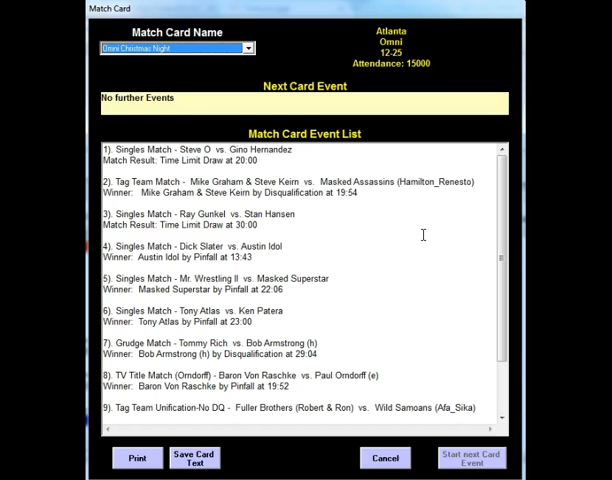 Match Card
Match Card Name
Omni Christmas Night
Atlanta
Omni
12-25
Attendance: 15000
Next Card Event
No further Events
Match Card Event List
1). Singles Match - Steve O vs. Gino Hernandez
Match Result: Time Limit Draw at 20:00
2). Tag Team Match - Mike Graham & Steve Keirn vs. Masked Assassins (Hamilton_Renesto)
Winner: Mike Graham & Steve Keirn by Disqualification at 19:54
3). Singles Match - Ray Gunkel vs. Stan Hansen
Match Result: Time Limit Draw at 30:00
4). Singles Match - Dick Slater vs. Austin Idol
Winner: Austin Idol by Pinfall at 13:43
5). Singles Match - Mr. Wrestling II vs. Masked Superstar
Winner: Masked Superstar by Pinfall at 22:06
6). Singles Match - Tony Atlas vs. Ken Patera
Winner: Tony Atlas by Pinfall at 23:00
7). Grudge Match - Tommy Rich vs. Bob Armstrong (h)
Winner: Bob Armstrong (h) by Disqualification at 29:04
8). TV Title Match (Orndorff) - Baron Von Raschke vs. Paul Orndorff (e)
Winner: Baron Von Raschke by Pinfall at 19:52
9). Tag Team Unification-No DQ - Fuller Brothers (Robert & Ron) vs. Wild Samoans (Afa_Sika)
Print
Save Card
Text
Cancel
Start next Card
Event